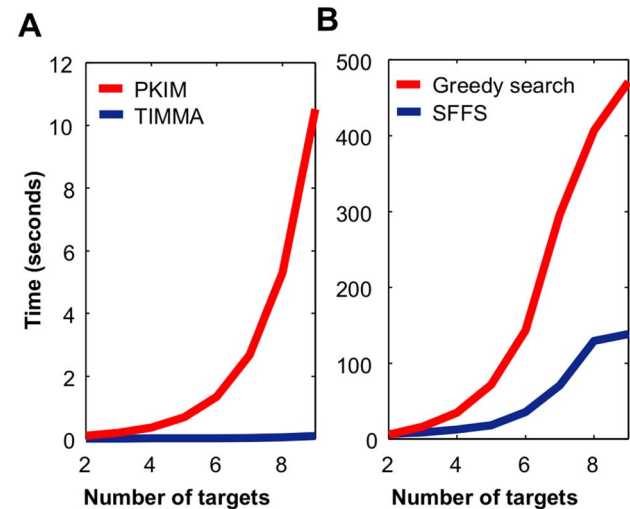 A
Time (seconds)
12
10
8
6
4
2
0
PKIM
TIMMA
2 4 6 8
Number of targets
B
500
400
300
200
100
0
Greedy search
SFFS
2 4 6 8
Number of targets